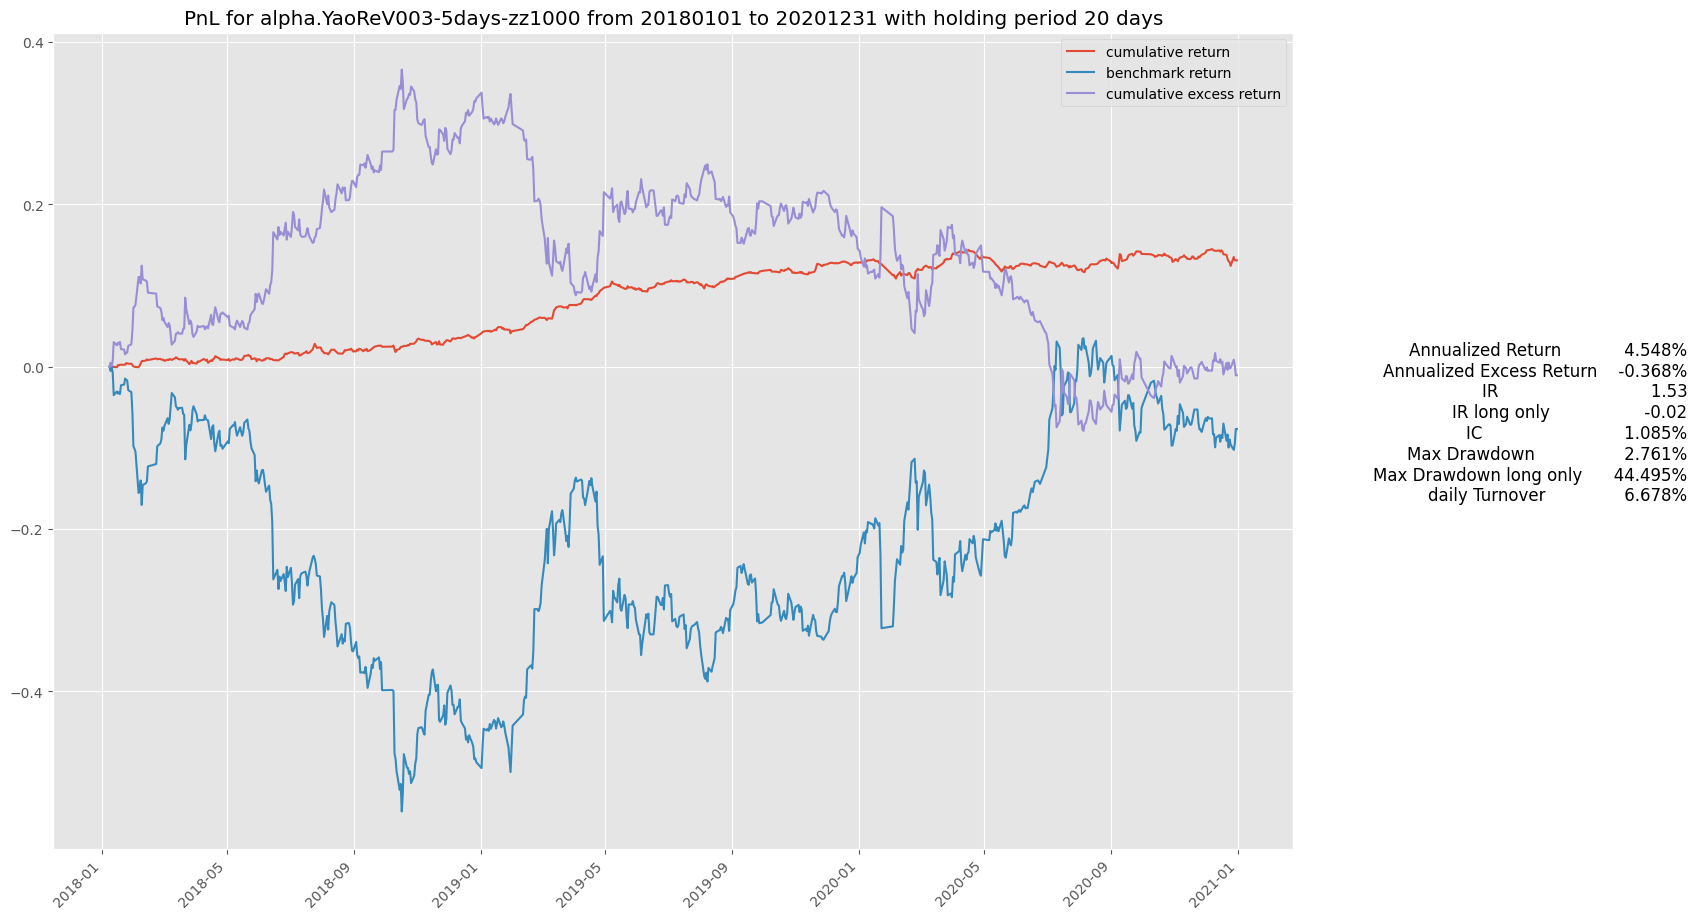 PnL for alpha.YaoReV003-5days-zz1000 from 20180101 to 20201231 with holding period 20 days
cumulative return
benchmark return
cumulative excess return
0.4
0.2
0.0
−0.2
−0.4
2018-01
2018-05
2018-09
2019-01
2019-05
2019-09
2020-01
2020-05
2020-09
2021-01
Annualized Return 4.548%
Annualized Excess Return -0.368%
IR 1.53
IR long only -0.02
IC 1.085%
Max Drawdown 2.761%
Max Drawdown long only 44.495%
daily Turnover 6.678%